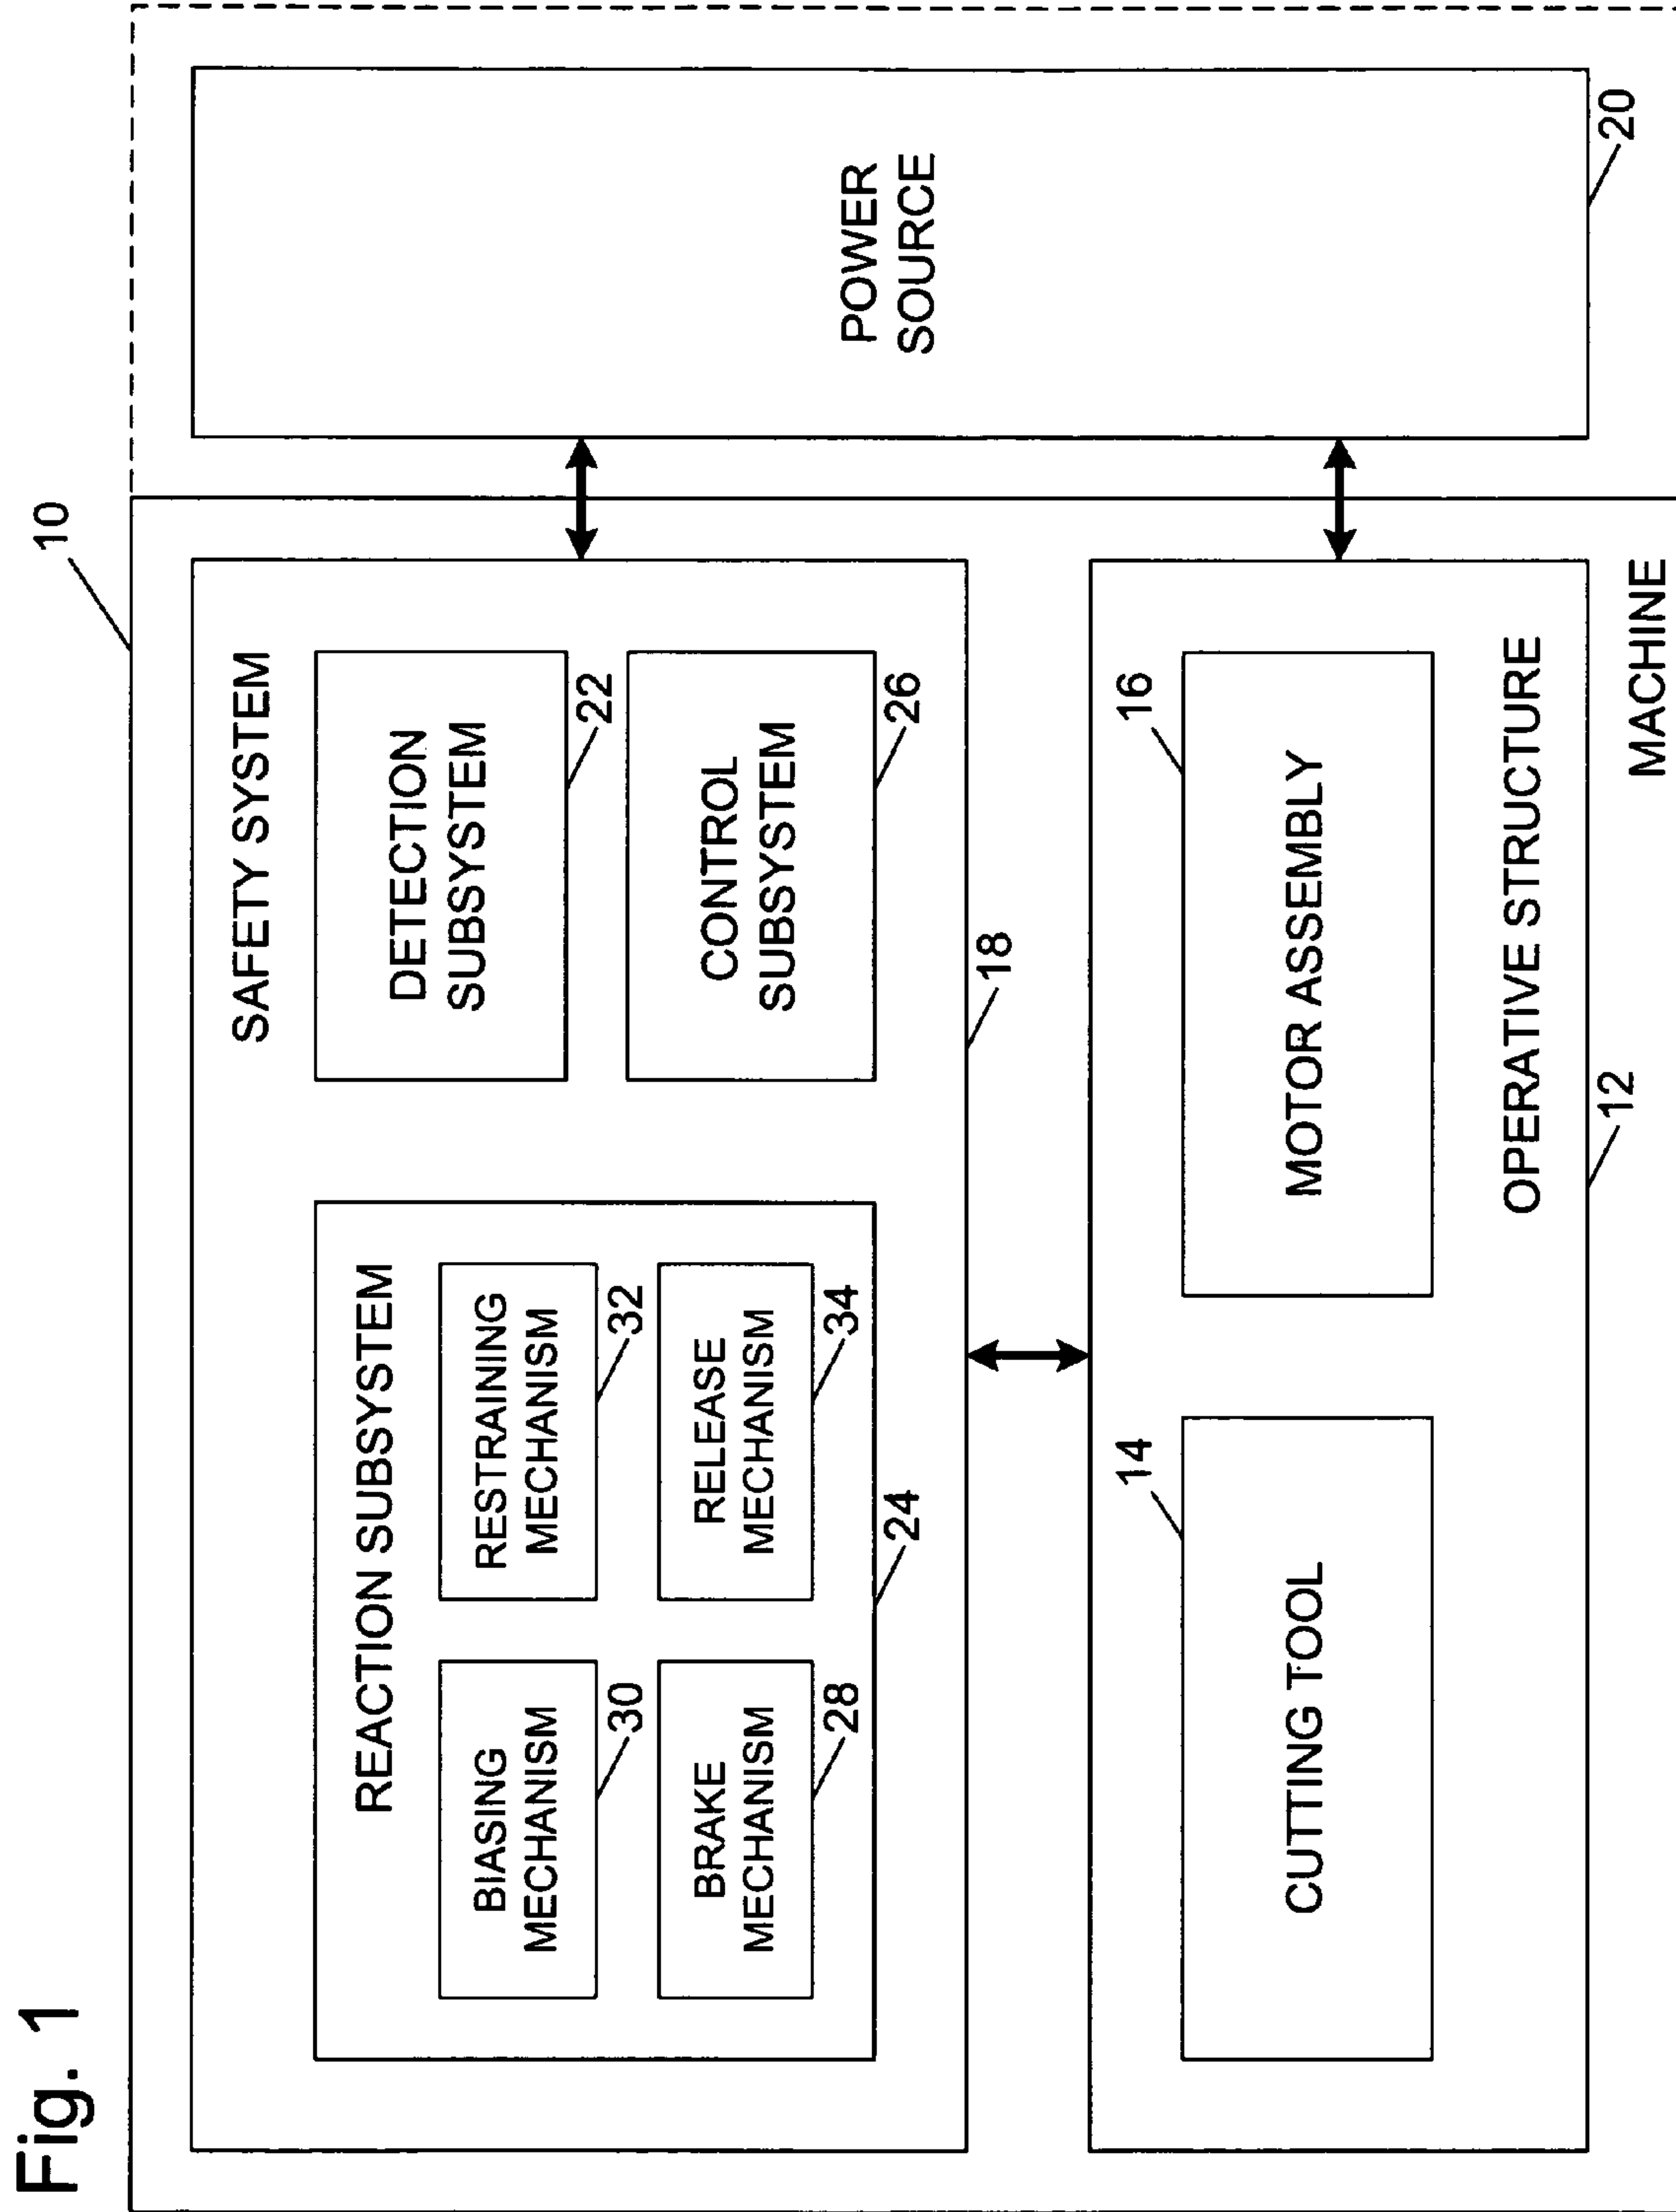 Fig. 1
10
SAFETY SYSTEM
REACTION SUBSYSTEM
BIASING
MECHANISM
30
RESTRAINING
MECHANISM
32
BRAKE
MECHANISM
28
RELEASE
MECHANISM
34
24
DETECTION
SUBSYSTEM
22
CONTROL
SUBSYSTEM
26
18
POWER
SOURCE
20
14
CUTTING TOOL
16
MOTOR ASSEMBLY
OPERATIVE STRUCTURE
12
MACHINE